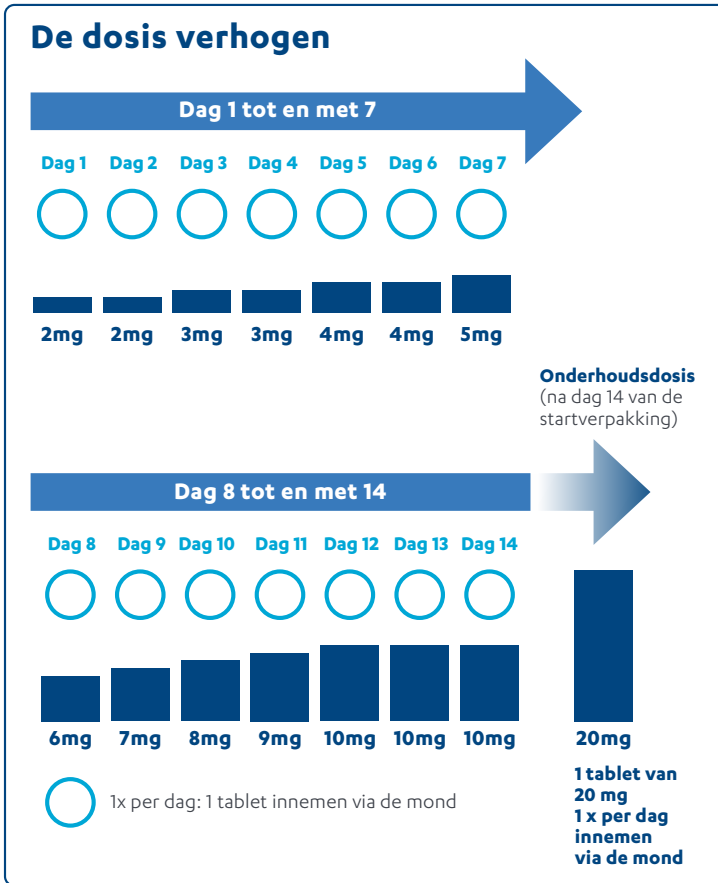 De dosis verhogen
Dag 1 tot en met 7
Dag 1 Dag 2 Dag 3 Dag 4 Dag 5 Dag 6 Dag 7
2mg 2mg 3mg 3mg 4mg 4mg 5mg
Onderhoudsdosis
(na dag 14 van de
startverpakking)
Dag 8 tot en met 14
Dag 8 Dag 9 Dag 10 Dag 11 Dag 12 Dag 13 Dag 14
6mg 7mg 8mg 9mg 10mg 10mg 10mg 20mg
1x per dag: 1 tablet innemen via de mond
1 tablet van
20 mg
1 x per dag
innemen
via de mond